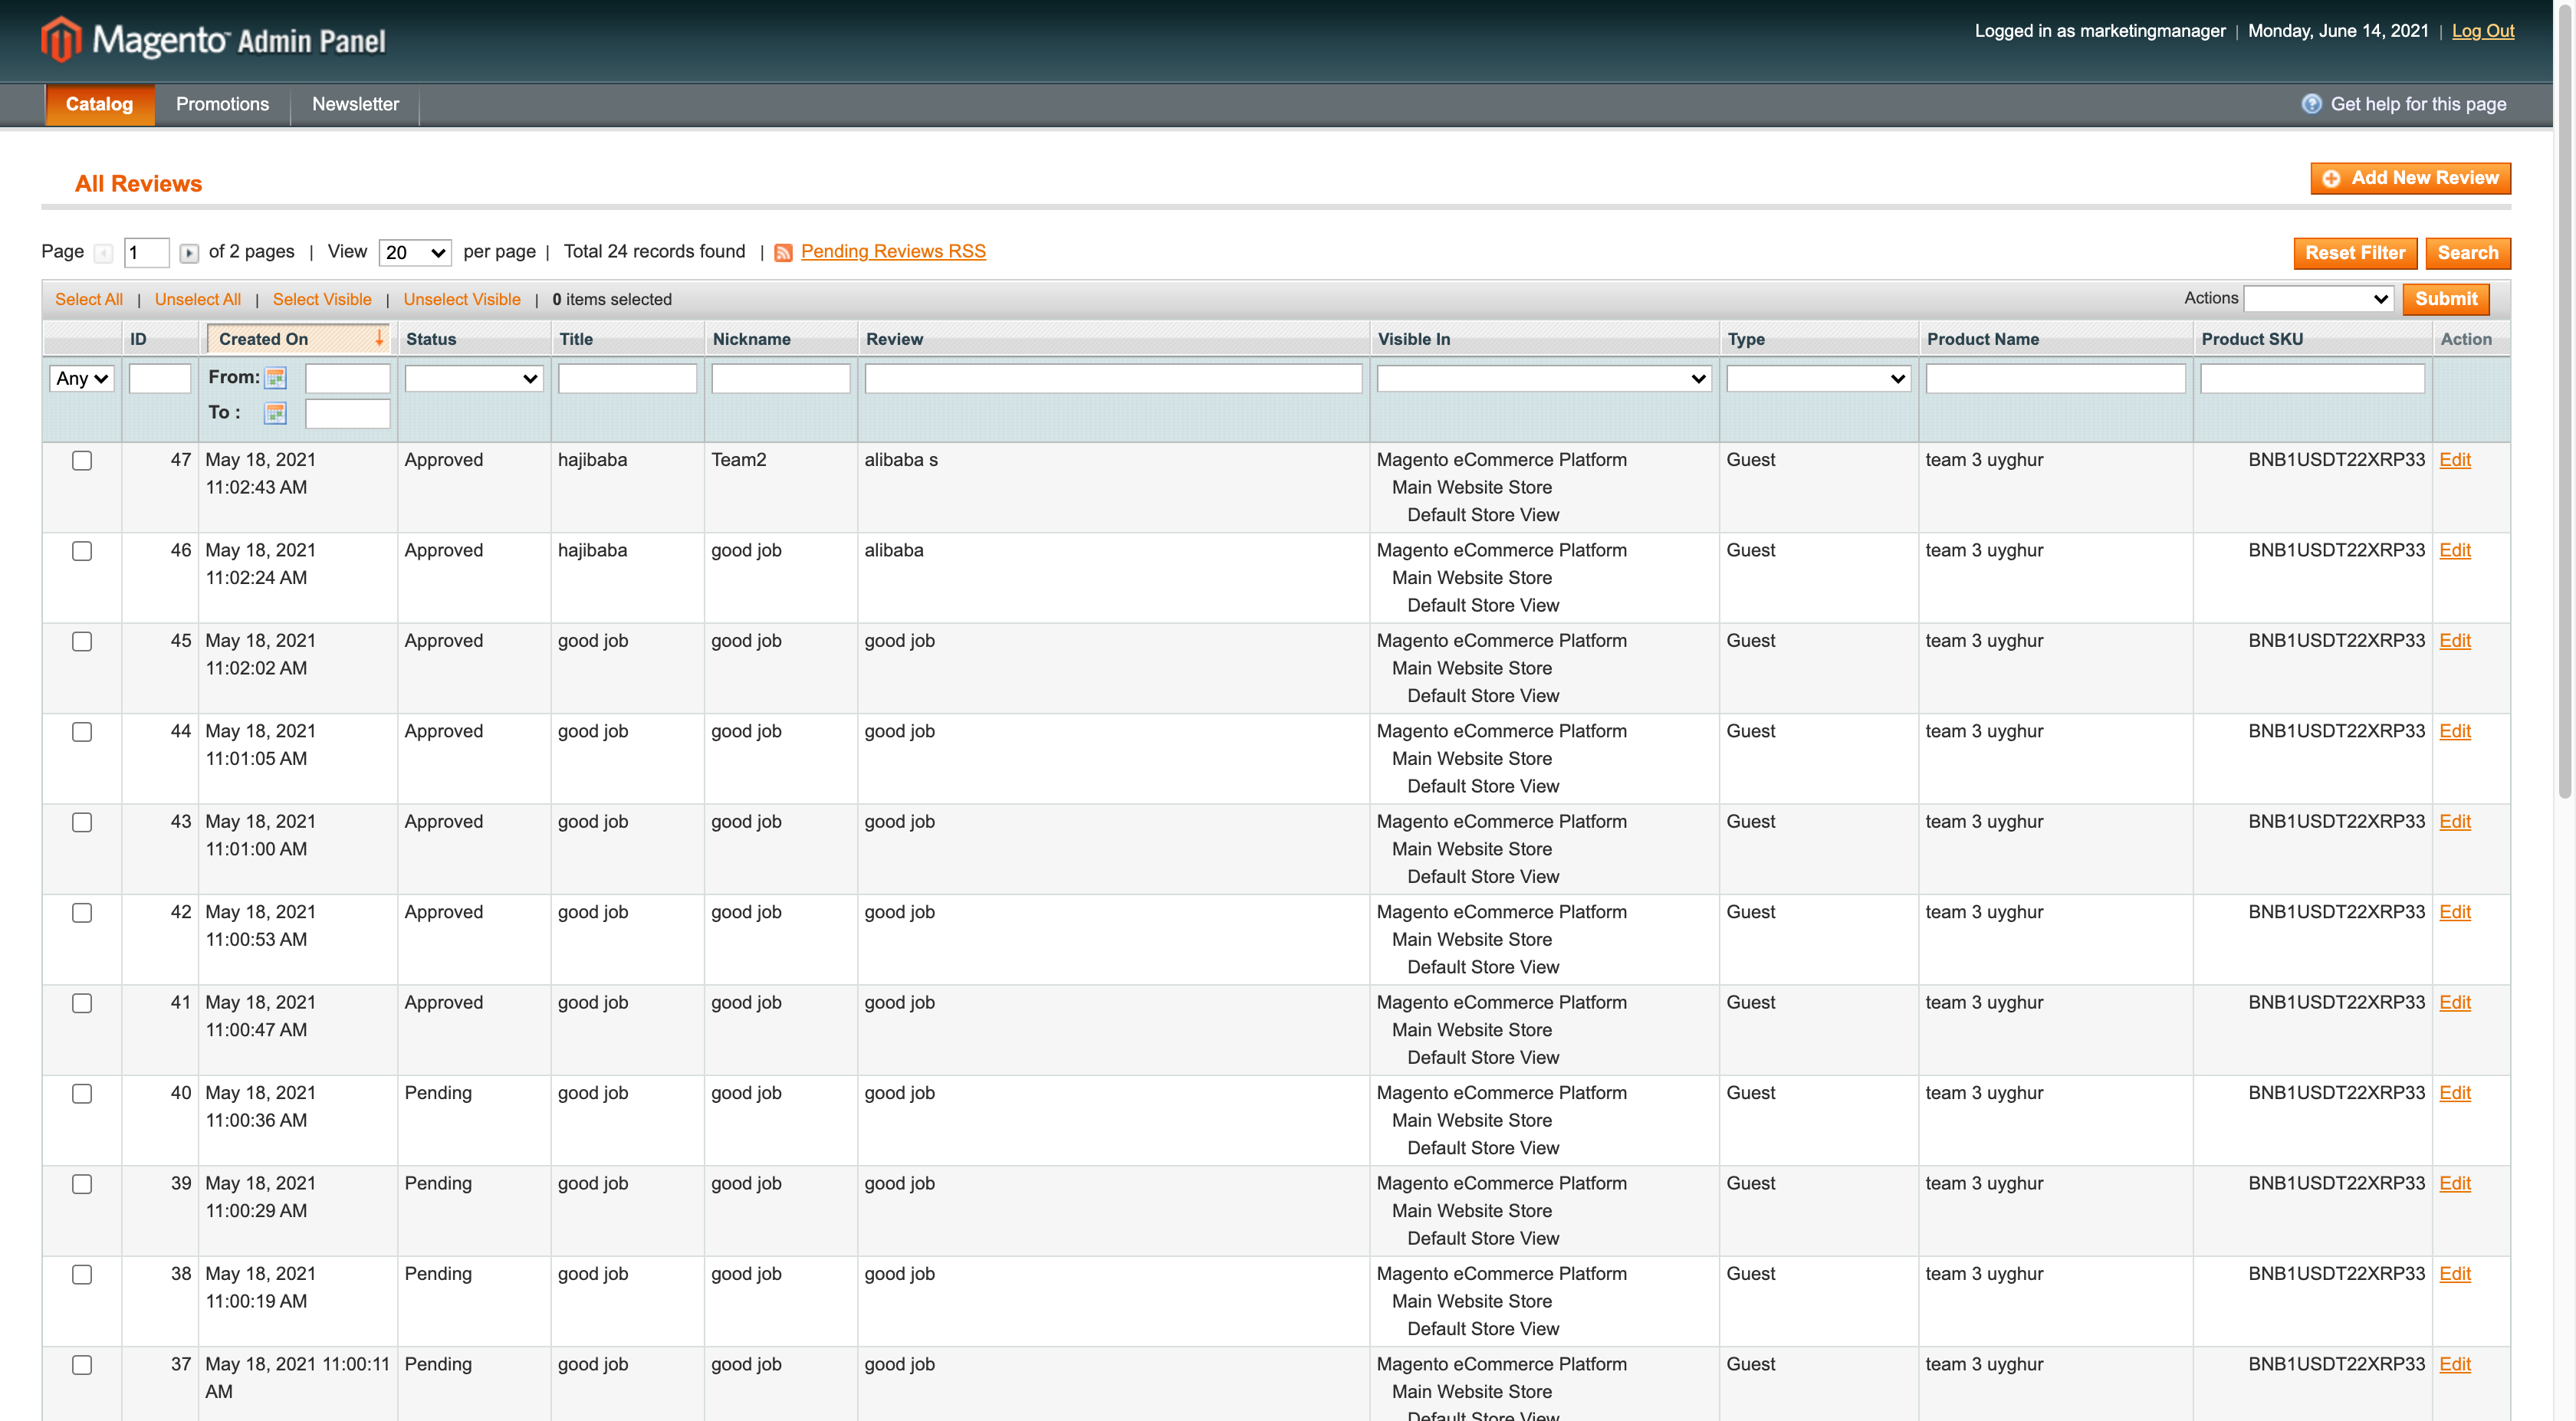 Magento™ Admin Panel
Logged in as marketingmanager | Monday, June 14, 2021 | Log Out
Catalog Promotions Newsletter Get help for this page
All Reviews Add New Review
Page 1 of 2 pages | View 20 per page | Total 24 records found | Pending Reviews RSS Reset Filter Search
Select All | Unselect All | Select Visible | Unselect Visible | 0 items selected Actions Submit
ID Created On Status Title Nickname Review Visible In Type Product Name Product SKU Action
Any From:
To :
47 May 18, 2021 Approved hajibaba Team2 alibaba s Magento eCommerce Platform Guest team 3 uyghur BNB1USDT22XRP33 Edit
11:02:43 AM Main Website Store
Default Store View
46 May 18, 2021 Approved hajibaba good job alibaba Magento eCommerce Platform Guest team 3 uyghur BNB1USDT22XRP33 Edit
11:02:24 AM Main Website Store
Default Store View
45 May 18, 2021 Approved good job good job good job Magento eCommerce Platform Guest team 3 uyghur BNB1USDT22XRP33 Edit
11:02:02 AM Main Website Store
Default Store View
44 May 18, 2021 Approved good job good job good job Magento eCommerce Platform Guest team 3 uyghur BNB1USDT22XRP33 Edit
11:01:05 AM Main Website Store
Default Store View
43 May 18, 2021 Approved good job good job good job Magento eCommerce Platform Guest team 3 uyghur BNB1USDT22XRP33 Edit
11:01:00 AM Main Website Store
Default Store View
42 May 18, 2021 Approved good job good job good job Magento eCommerce Platform Guest team 3 uyghur BNB1USDT22XRP33 Edit
11:00:53 AM Main Website Store
Default Store View
41 May 18, 2021 Approved good job good job good job Magento eCommerce Platform Guest team 3 uyghur BNB1USDT22XRP33 Edit
11:00:47 AM Main Website Store
Default Store View
40 May 18, 2021 Pending good job good job good job Magento eCommerce Platform Guest team 3 uyghur BNB1USDT22XRP33 Edit
11:00:36 AM Main Website Store
Default Store View
39 May 18, 2021 Pending good job good job good job Magento eCommerce Platform Guest team 3 uyghur BNB1USDT22XRP33 Edit
11:00:29 AM Main Website Store
Default Store View
38 May 18, 2021 Pending good job good job good job Magento eCommerce Platform Guest team 3 uyghur BNB1USDT22XRP33 Edit
11:00:19 AM Main Website Store
Default Store View
37 May 18, 2021 11:00:11 Pending good job good job good job Magento eCommerce Platform Guest team 3 uyghur BNB1USDT22XRP33 Edit
AM Main Website Store
Default Store View